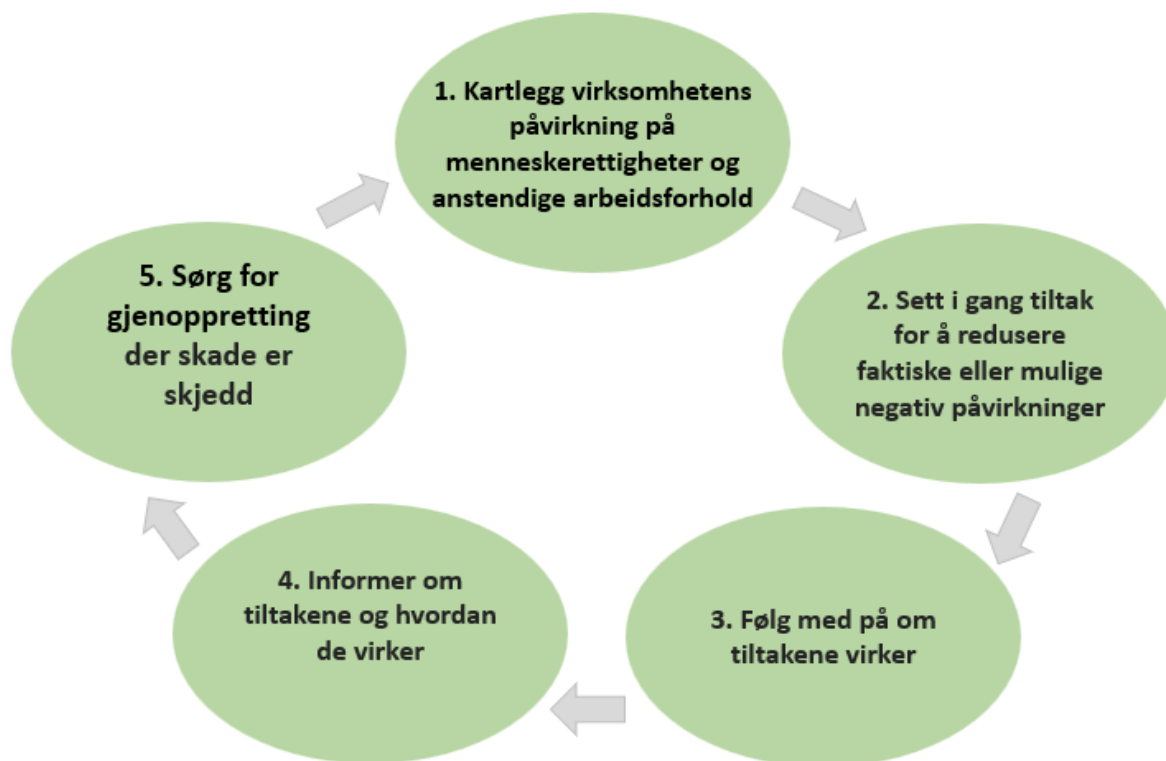 1. Kartlegg virksomhetens
påvirkning på
menneskerettigheter og
anstendige arbeidsforhold
2. Sett i gang tiltak
for å redusere
faktiske eller mulige
negativ påvirkninger
3. Følg med på om
tiltakene virker
4. Informer om
tiltakene og hvordan
de virker
5. Sørg for
gjenoppretting
der skade er
skjedd